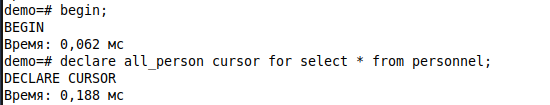 demo=# begin;
BEGIN
Время: 0,062 мс
demo=# declare all_person cursor for select * from personnel;
DECLARE CURSOR
Время: 0,188 мс